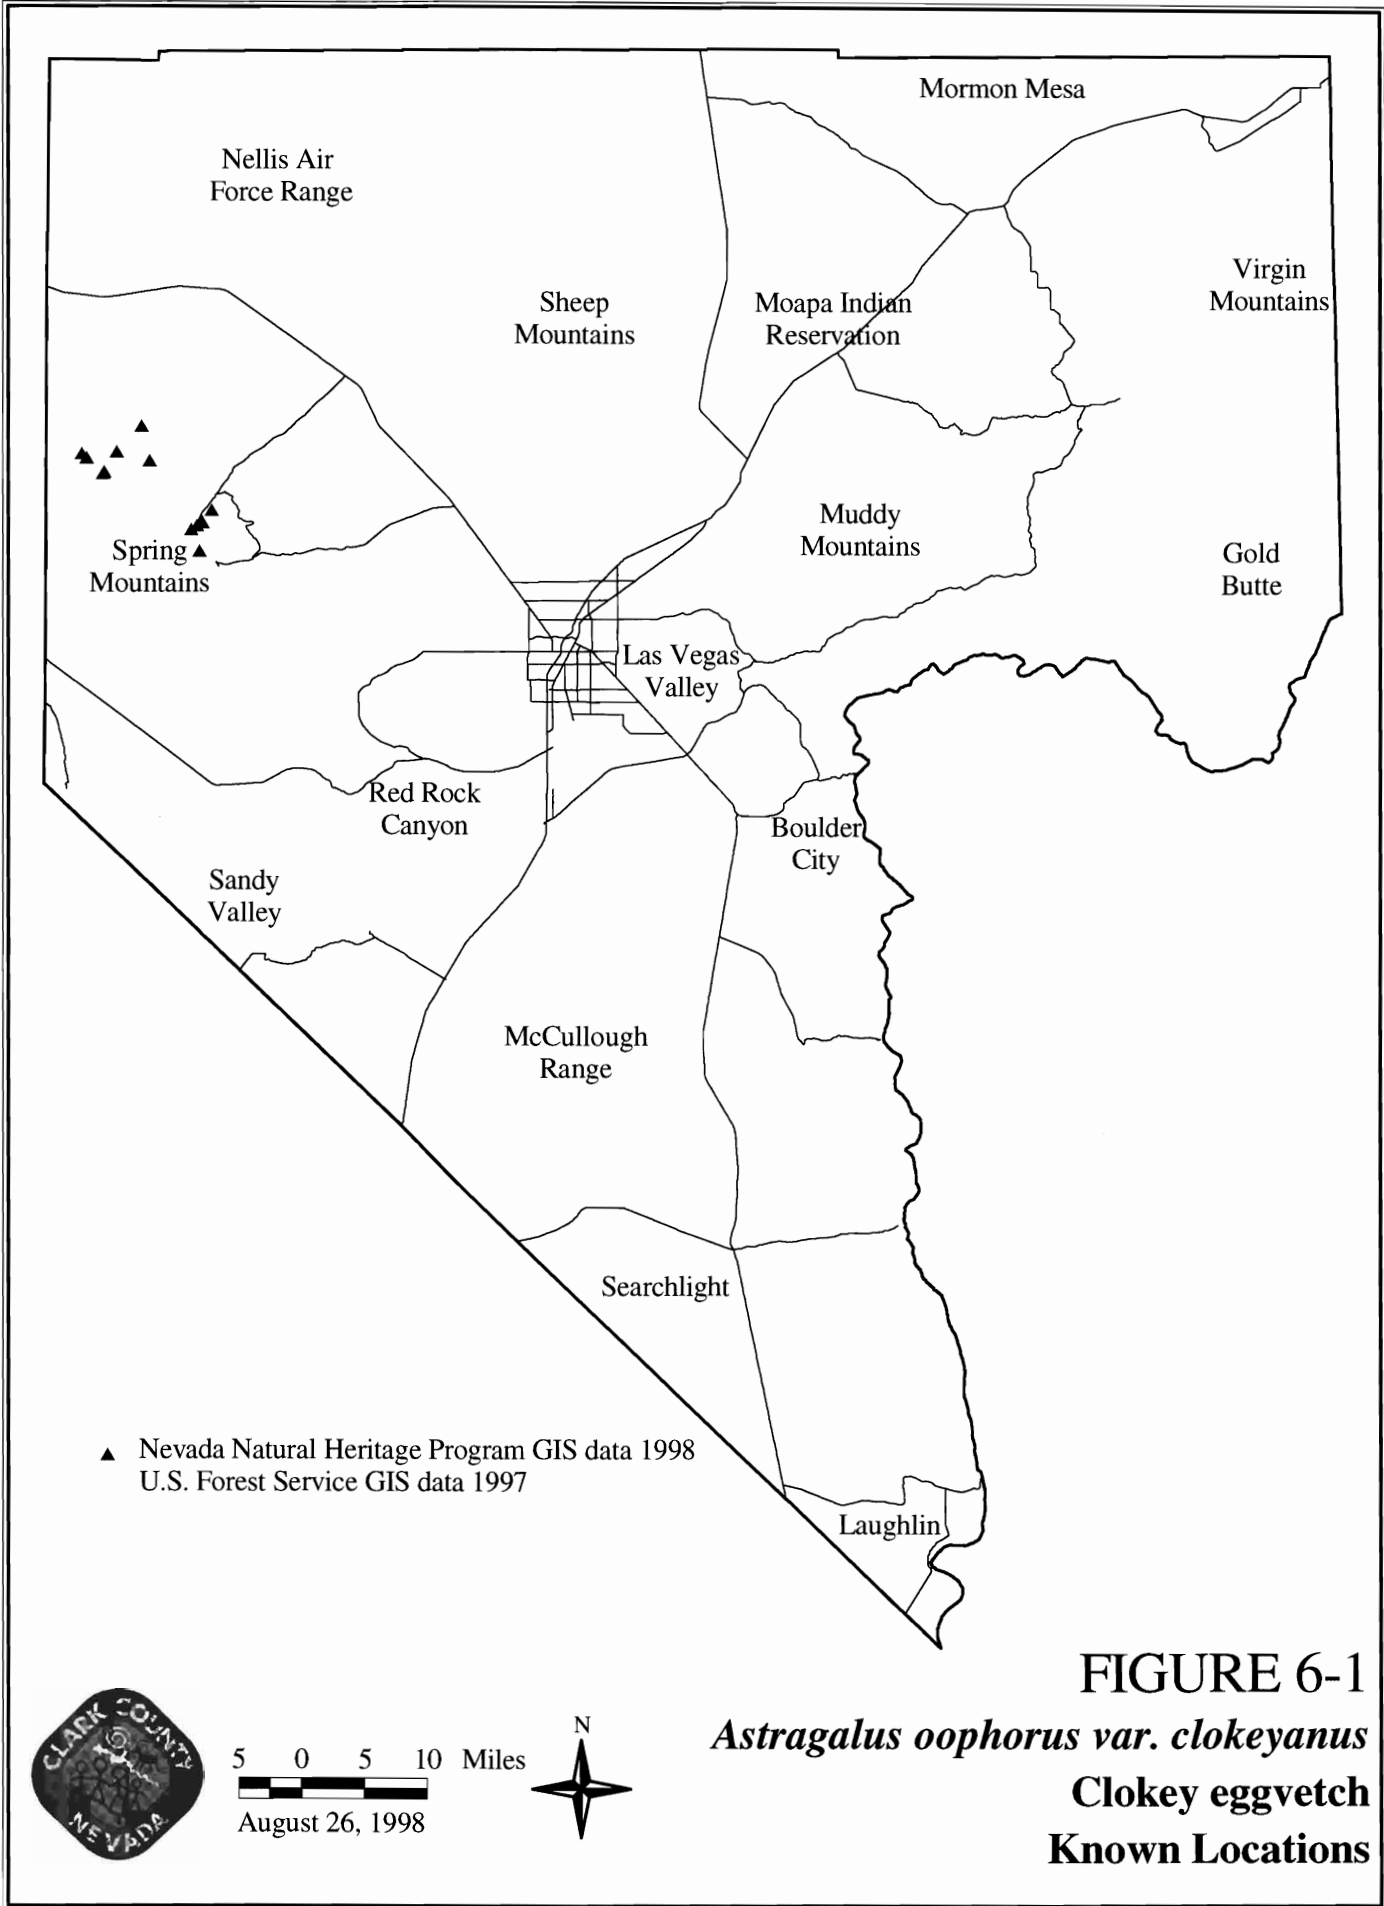 Mormon Mesa
Nellis Air
Force Range
Virgin
Mountains
Sheep
Mountains
Moapa Indian
Reservation
Muddy
Mountains
Spring
Mountains
Gold
Butte
Las Vegas
Valley
Red Rock
Canyon
Boulder
City
Sandy
Valley
McCullough
Range
Searchlight
Nevada Natural Heritage Program GIS data 1998
U.S. Forest Service GIS data 1997
Laughlin
FIGURE 6-1
Astragalus oophorus var. clokeyanus
Clokey eggvetch
Known Locations
CLARK COUNTY
NEVADA
5 0 5 10 Miles
August 26, 1998
N